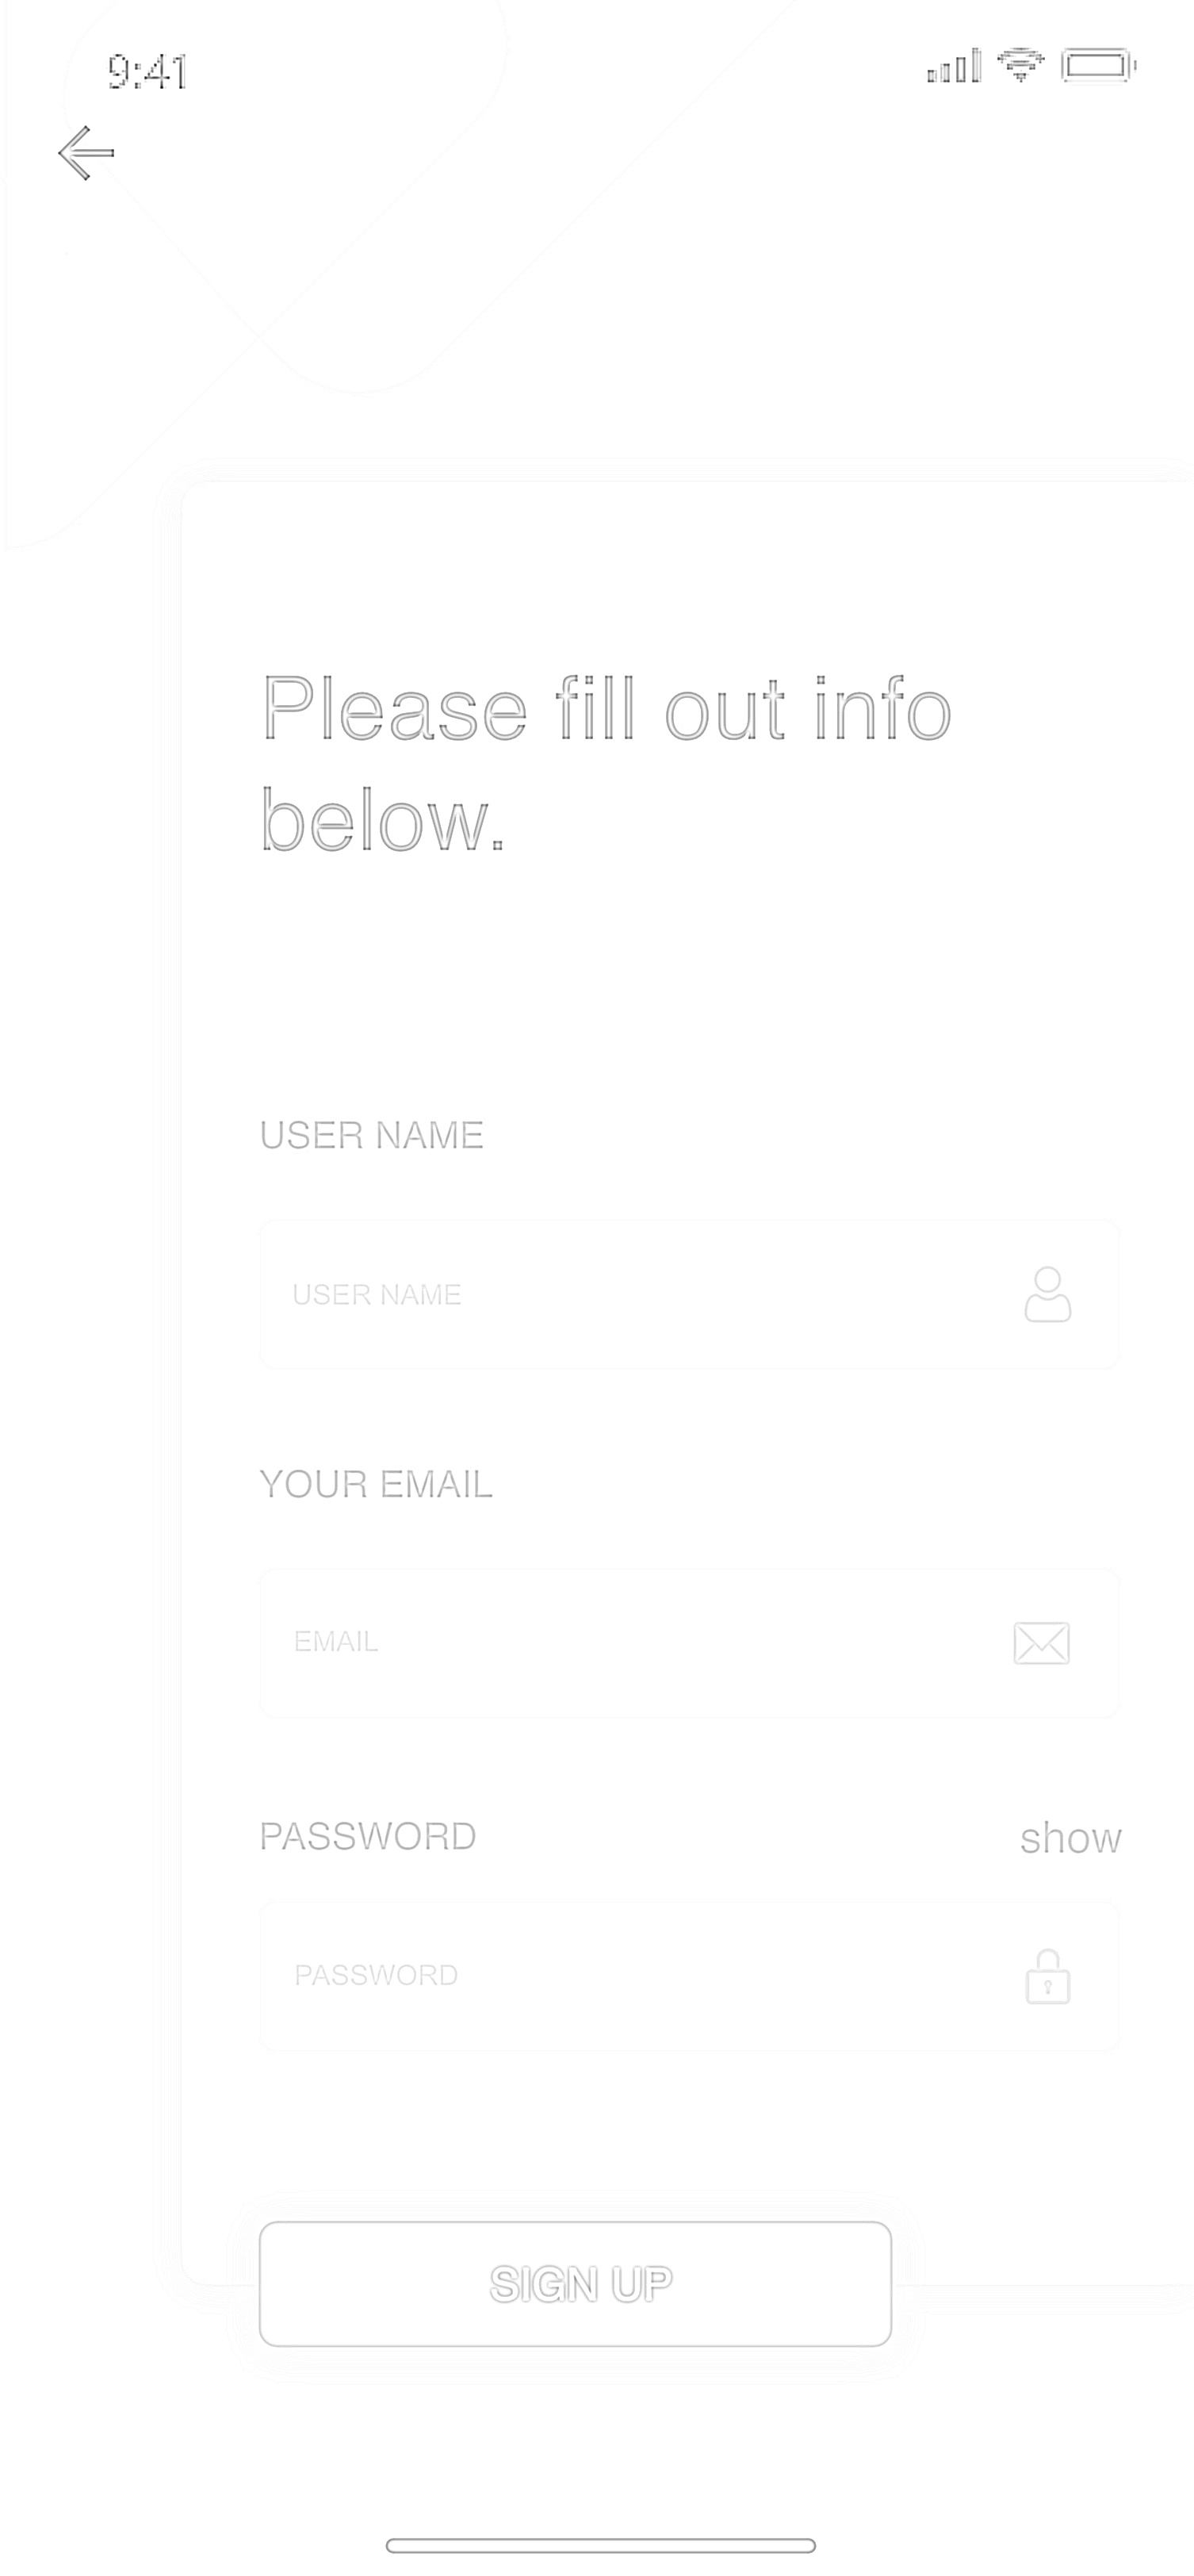 9:41
Please fill out info
below.
USER NAME
USER NAME
YOUR EMAIL
EMAIL
PASSWORD
show
PASSWORD
SIGN UP